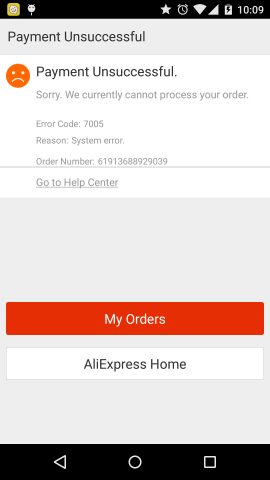 10:09
Payment Unsuccessful
Payment Unsuccessful.
Sorry. We currently cannot process your order.
Error Code: 7005
Reason: System error.
Order Number: 61913688929039
Go to Help Center
My Orders
AliExpress Home